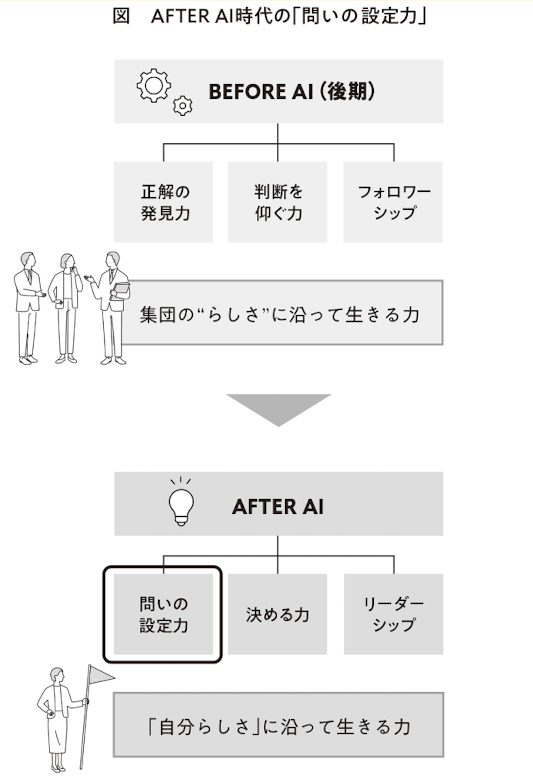 図　AFTER AI時代の「問いの設定力」
BEFORE AI（後期）
正解の
発見力
判断を
仰ぐ力
フォロワー
シップ
集団の“らしさ”に沿って生きる力
AFTER AI
問いの
設定力
決める力
リーダー
シップ
「自分らしさ」に沿って生きる力